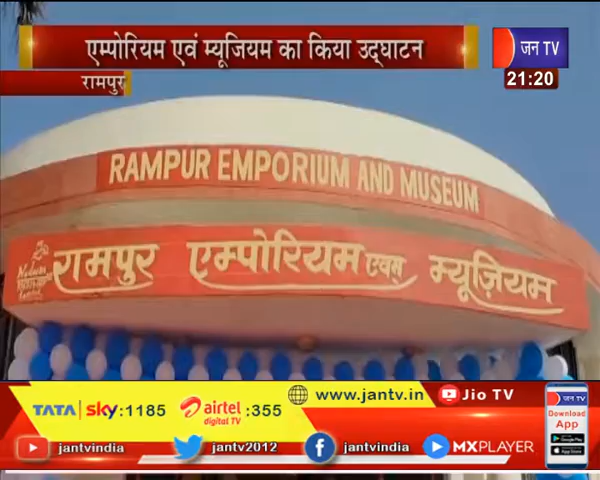 एम्पोरियम एवं म्यूजियम का किया उद्घाटन
जन TV
रामपुर
21:20
RAMPUR EMPORIUM AND MUSEUM
रामपुर एम्पोरियम एवम् म्यूज़ियम
TATA sky:1185 airtel digital TV :355
www.jantv.in Jio TV
जन TV
Download App
jantvindia jantv2012 jantvindia MXPLAYER